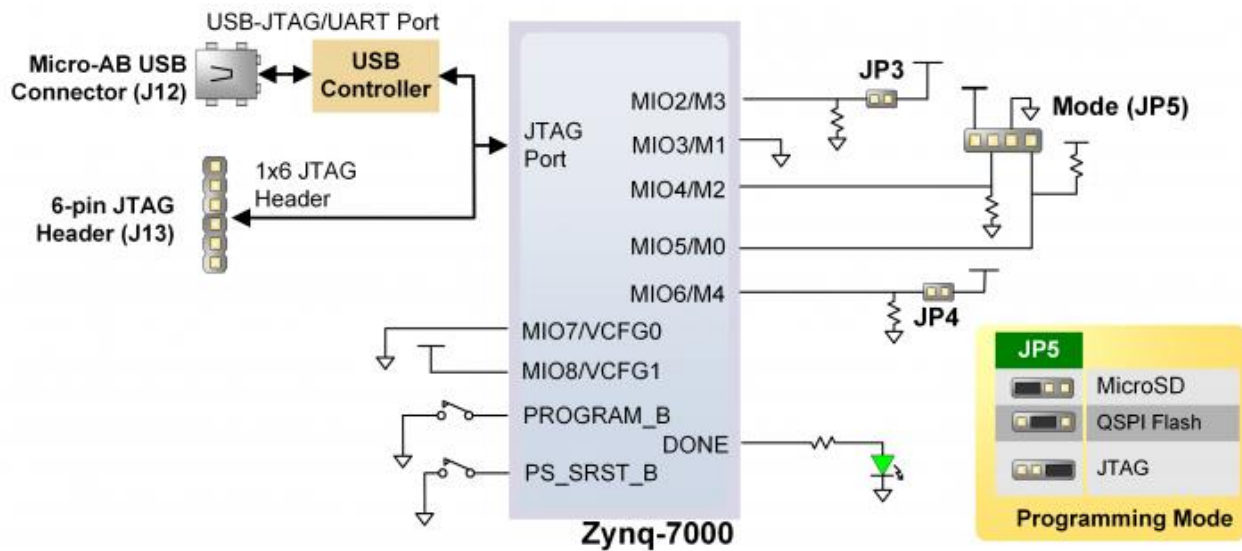 USB-JTAG/UART Port
Micro-AB USB
Connector (J12)
USB
Controller
1x6 JTAG
Header
6-pin JTAG
Header (J13)
JTAG
Port
MIO2/M3
MIO3/M1
MIO4/M2
MIO5/M0
MIO6/M4
MIO7/VCFG0
MIO8/VCFG1
PROGRAM_B
DONE
PS_SRST_B
Zynq-7000
JP3
Mode (JP5)
JP4
JP5
MicroSD
QSPI Flash
JTAG
Programming Mode